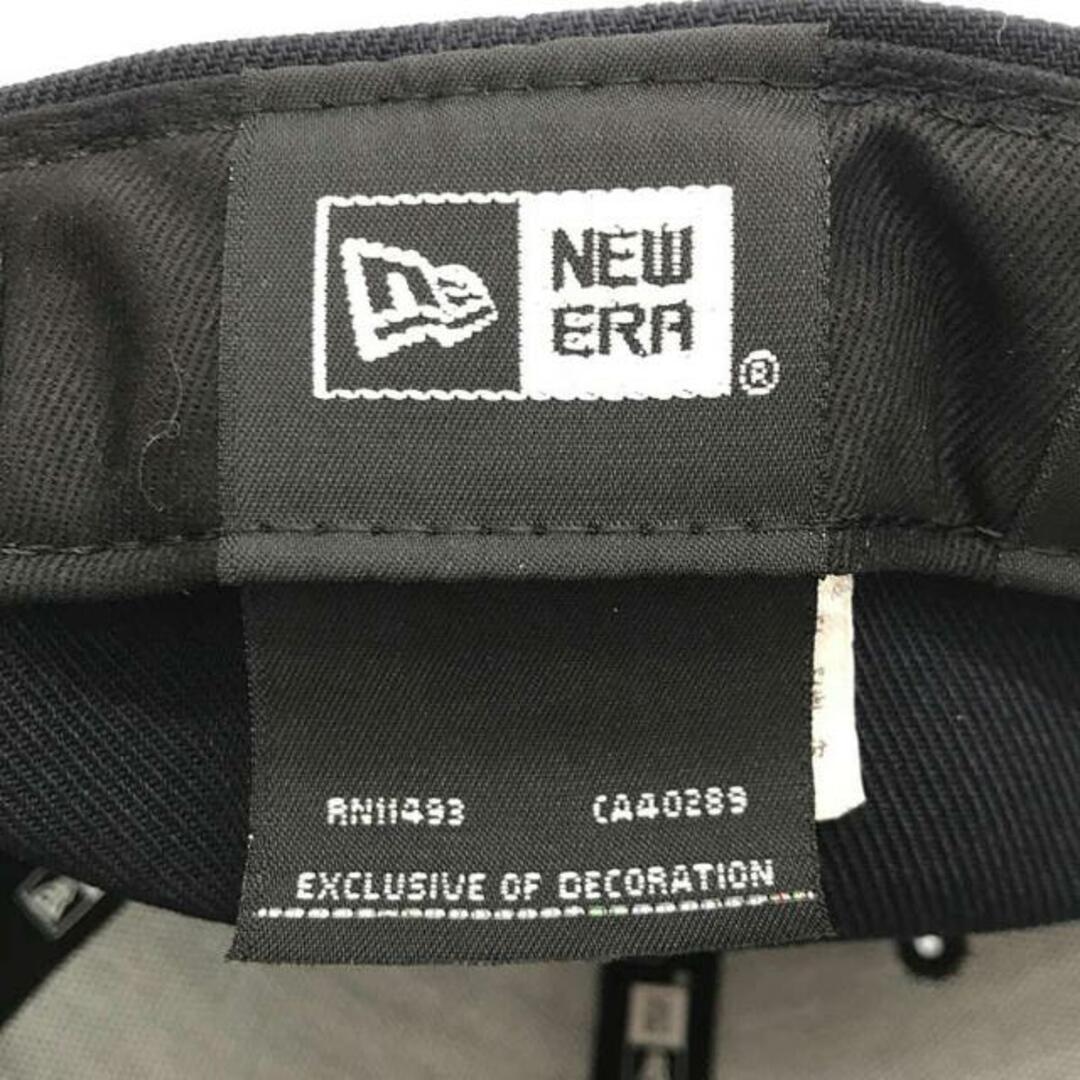 NEW
ERA
®
RN11493 CA40289
EXCLUSIVE OF DECORATION